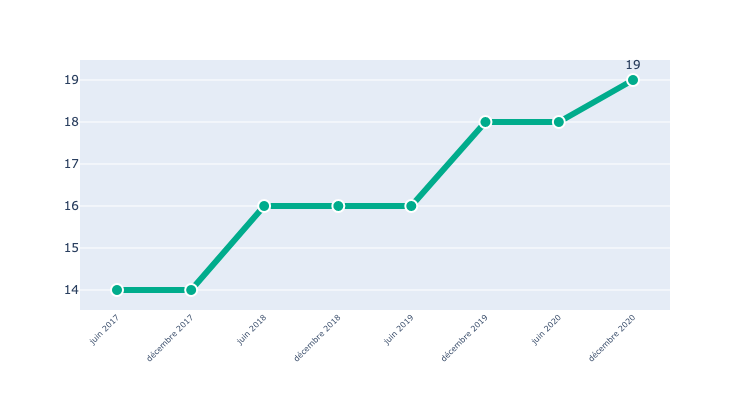 19
19
18
17
16
15
14
juin 2017
décembre 2017
juin 2018
décembre 2018
juin 2019
décembre 2019
juin 2020
décembre 2020